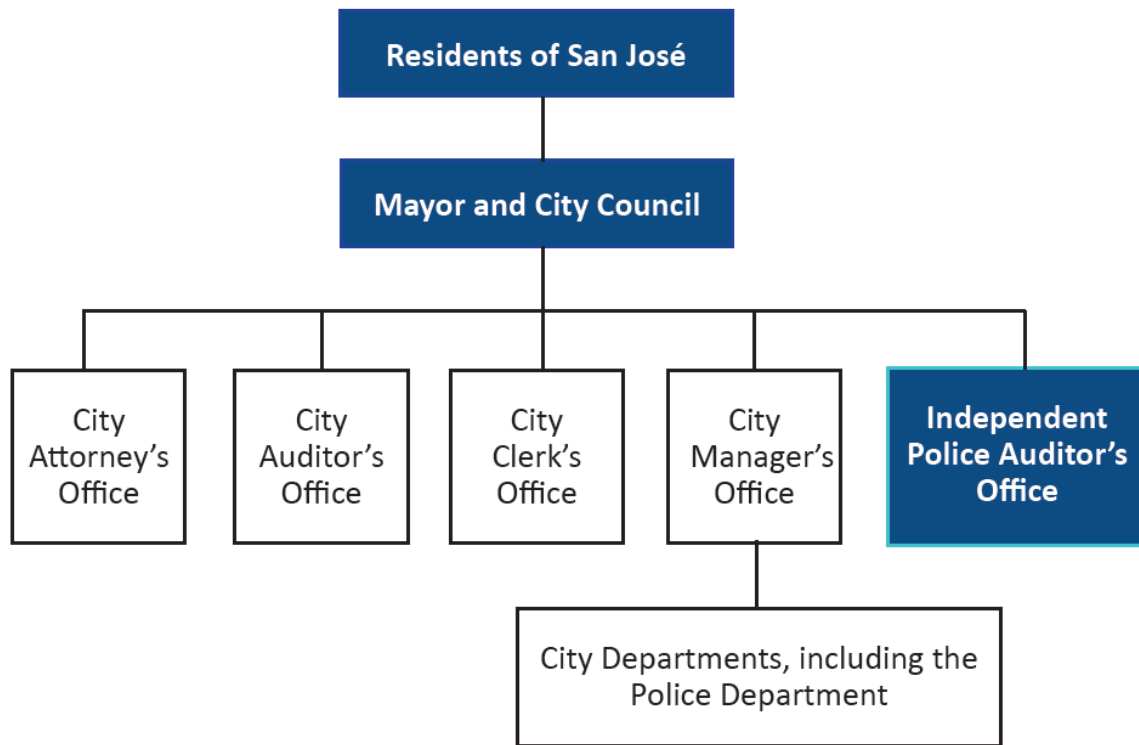 Residents of San José
Mayor and City Council
City
Attorney’s
Office
City
Auditor’s
Office
City
Clerk’s
Office
City
Manager’s
Office
Independent
Police Auditor’s
Office
City Departments, including the
Police Department